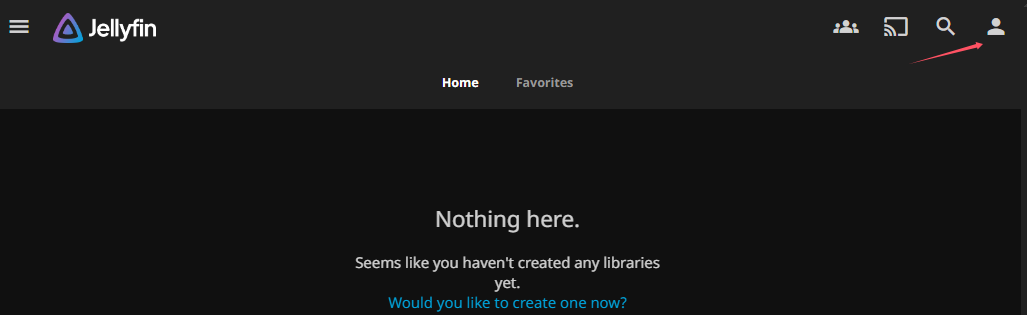 Jellyfin
Home
Favorites
Nothing here.
Seems like you haven't created any libraries
yet.
Would you like to create one now?